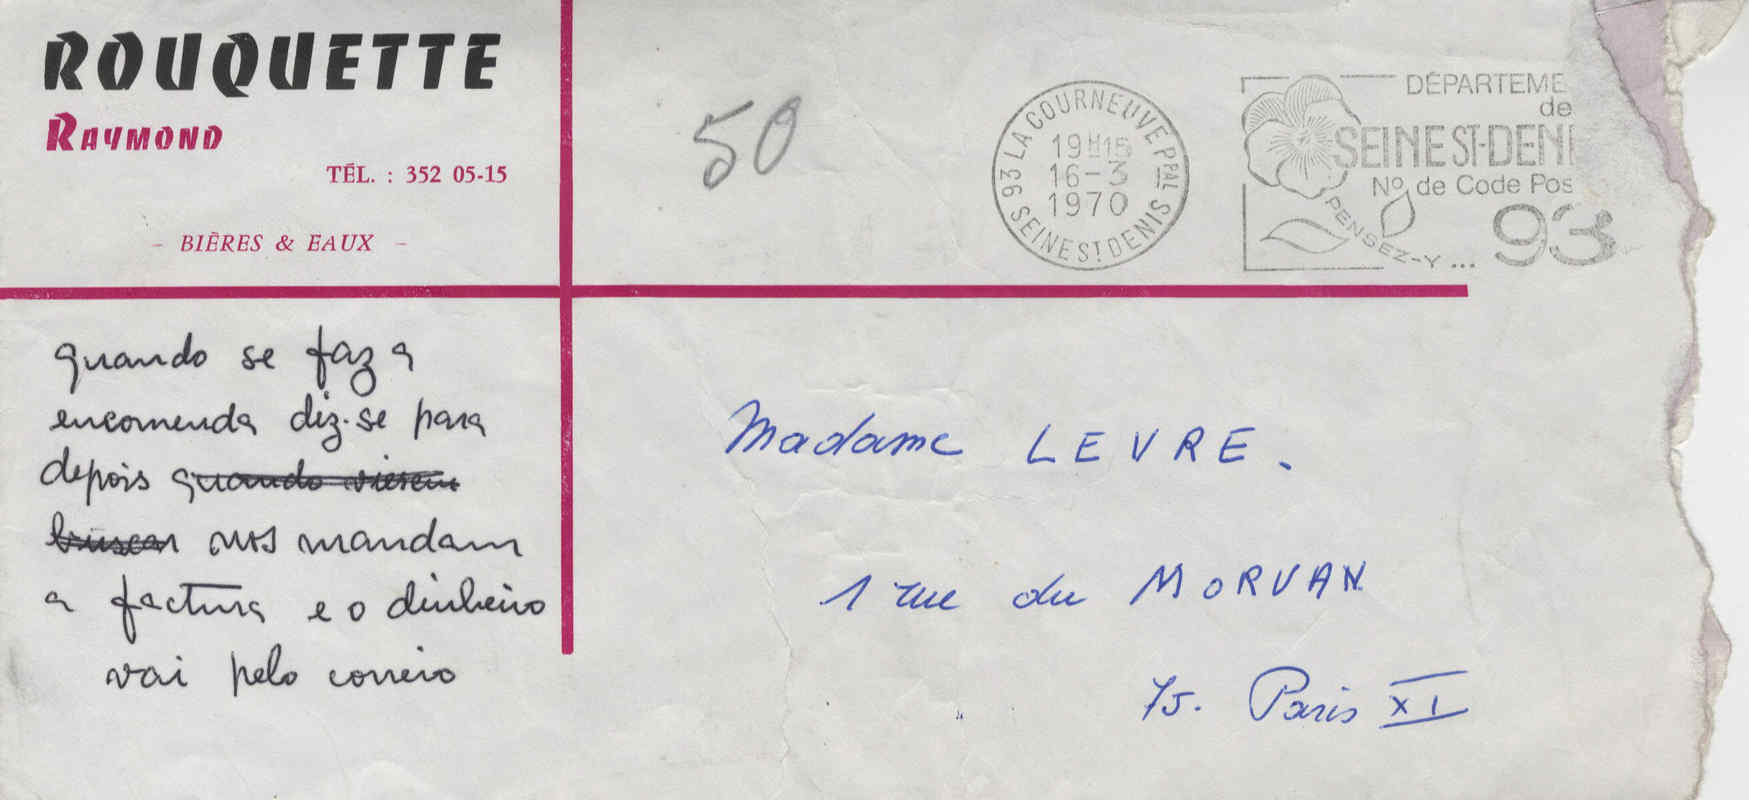 ROUQUETTE
RAYMOND
TÉL. : 352 05-15
- BIÈRES & EAUX -
50
93 LA COURNEUVE PPAL
19H15
16-3
1970
SEINE ST DENIS
DÉPARTEME
de
SEINE ST-DENI
No de Code Pos
PENSEZ-Y... 93
quando se faz a
encomenda diz-se para
depois quando vierem
buscar nos mandam
a factura e o dinheiro
vai pelo correio
Madame LEVRE.
1 rue du MORVAN
75. Paris XI